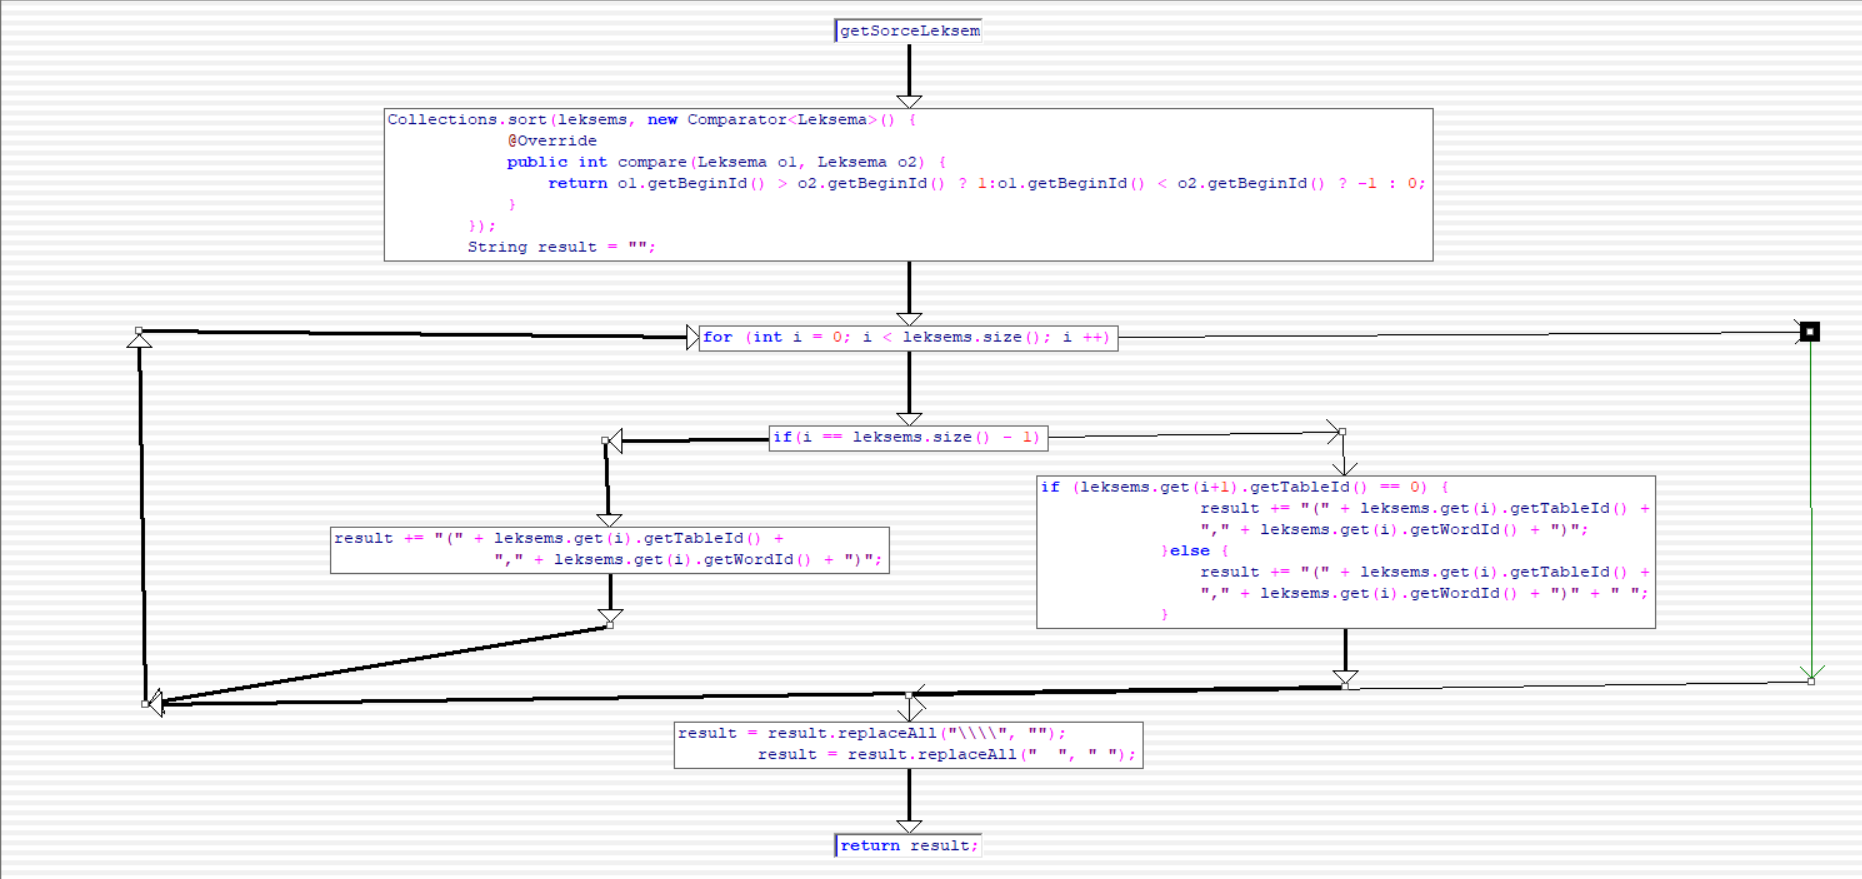 getSorceLeksem
Collections.sort(leksems, new Comparator<Leksema>() {
@Override
public int compare(Leksema o1, Leksema o2) {
return o1.getBeginId() > o2.getBeginId() ? 1:o1.getBeginId() < o2.getBeginId() ? -1 : 0;
}
});
String result = "";
for (int i = 0; i < leksems.size(); i ++)
if(i == leksems.size() - 1)
result += "(" + leksems.get(i).getTableId() +
"," + leksems.get(i).getWordId() + ")";
if (leksems.get(i+1).getTableId() == 0) {
result += "(" + leksems.get(i).getTableId() +
"," + leksems.get(i).getWordId() + ")";
}else {
result += "(" + leksems.get(i).getTableId() +
"," + leksems.get(i).getWordId() + ")" + " ";
}
result = result.replaceAll("\\\\", "");
result = result.replaceAll("  ", " ");
return result;